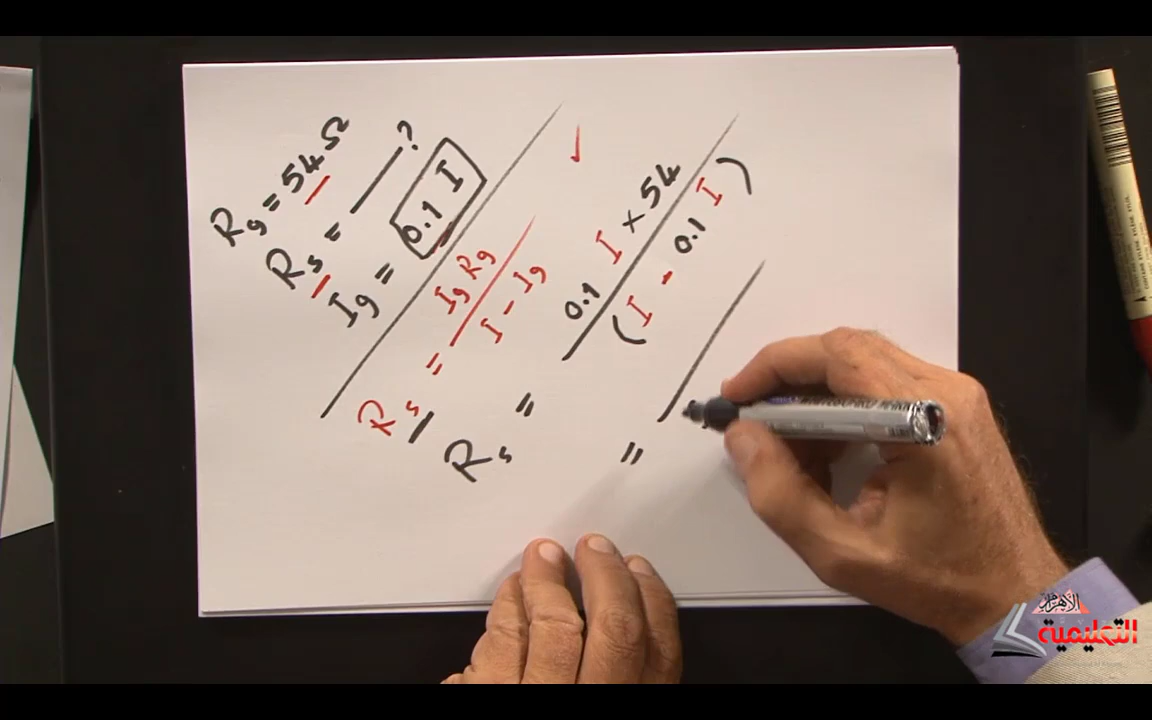 Rg = 54 Ω
Rs = ____ ?
Ig = 0.1 I
Rs = Ig Rg / I - Ig
Rs = 0.1 I × 54 / (I - 0.1 I)
=
الأهرام
التعليمية